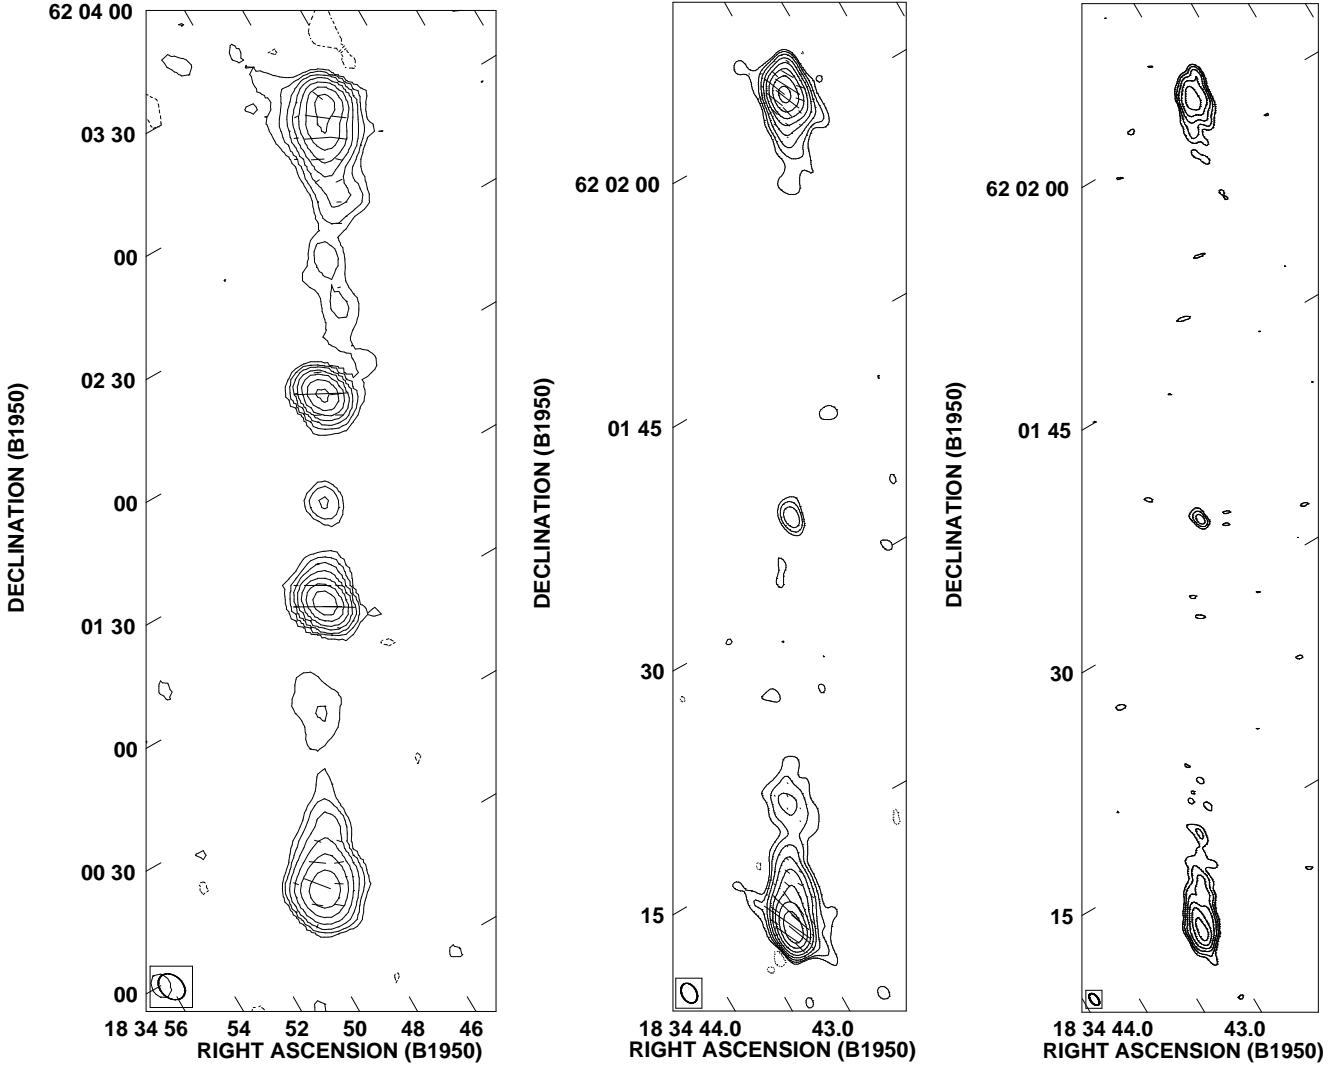 62 04 00
03 30
00
02 30
00
01 30
00
00 30
00
DECLINATION (B1950)
18 34 56 54 52 50 48 46
RIGHT ASCENSION (B1950)
62 02 00
01 45
30
15
DECLINATION (B1950)
18 34 44.0 43.0
RIGHT ASCENSION (B1950)
62 02 00
01 45
30
15
DECLINATION (B1950)
18 34 44.0 43.0
RIGHT ASCENSION (B1950)